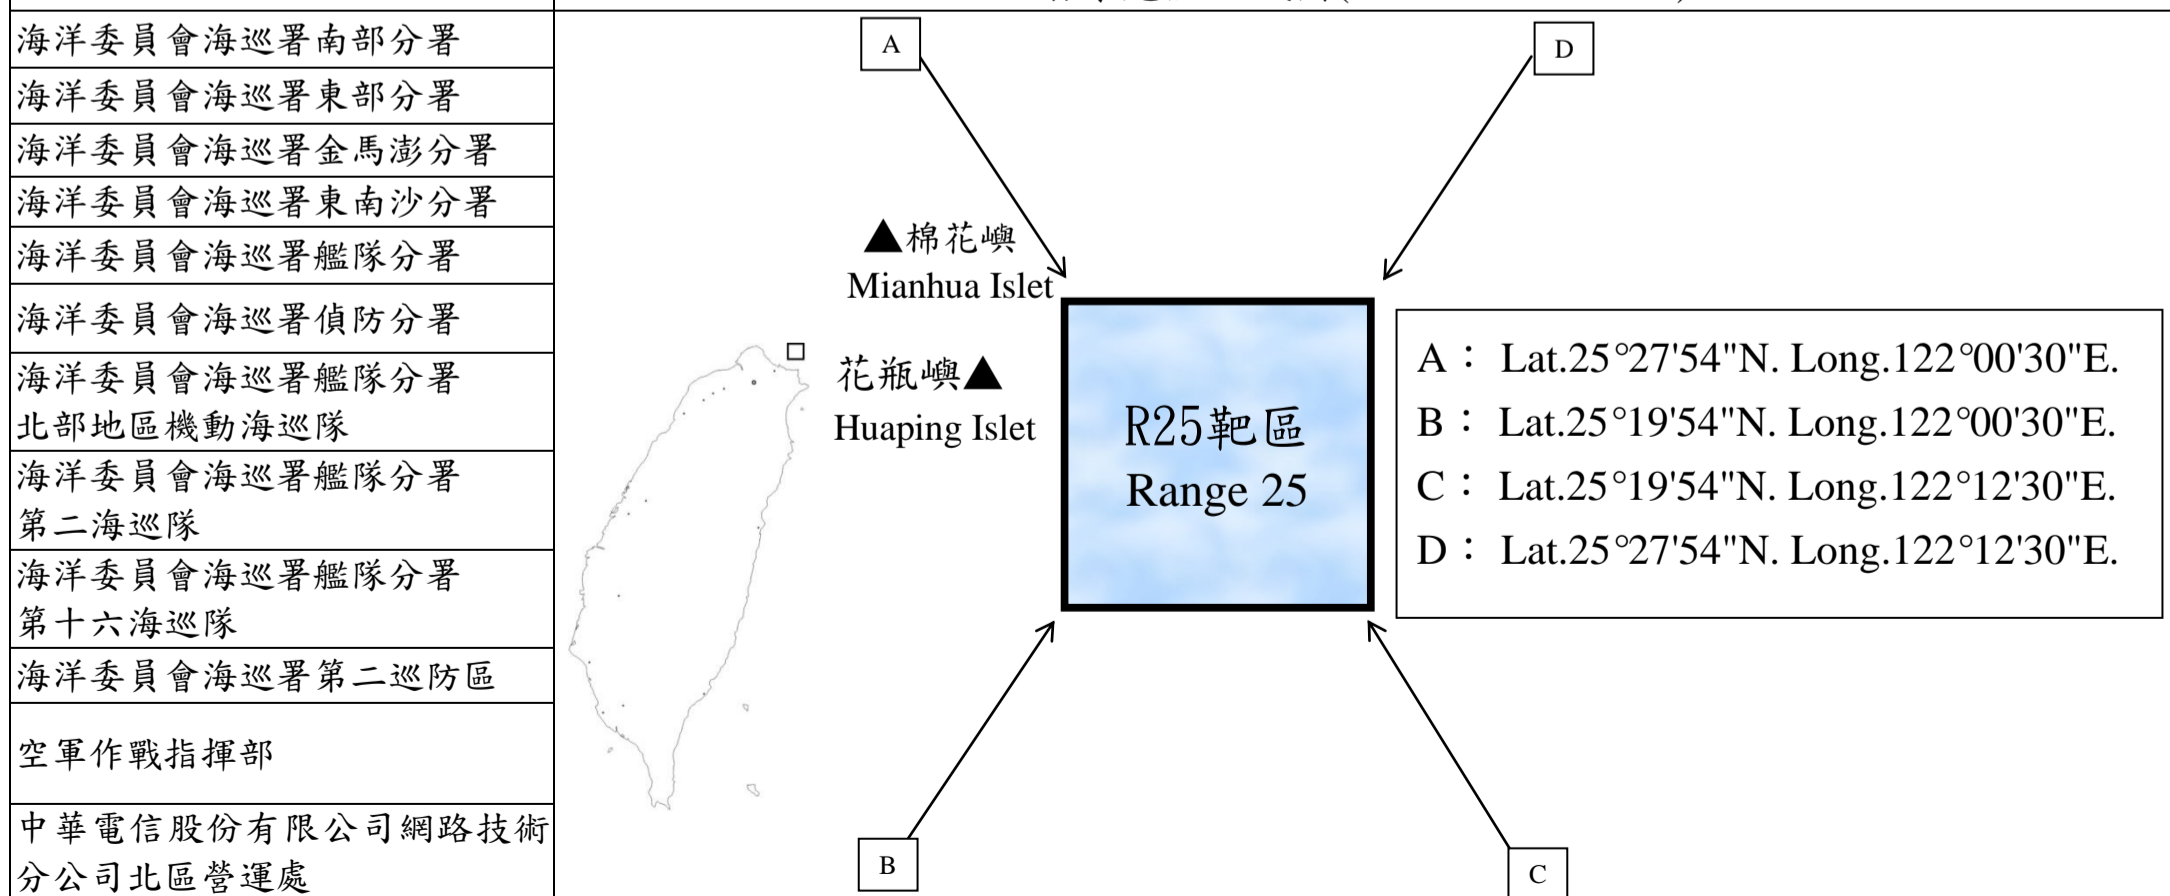 海洋委員會海巡署南部分署
海洋委員會海巡署東部分署
海洋委員會海巡署金馬澎分署
海洋委員會海巡署東南沙分署
海洋委員會海巡署艦隊分署
海洋委員會海巡署偵防分署
海洋委員會海巡署艦隊分署
北部地區機動海巡隊
海洋委員會海巡署艦隊分署
第二海巡隊
海洋委員會海巡署艦隊分署
第十六海巡隊
海洋委員會海巡署第二巡防區
空軍作戰指揮部
中華電信股份有限公司網路技術
分公司北區營運處
A
D
▲棉花嶼
Mianhua Islet
花瓶嶼▲
Huaping Islet
R25靶區
Range 25
A： Lat.25°27'54"N. Long.122°00'30"E.
B： Lat.25°19'54"N. Long.122°00'30"E.
C： Lat.25°19'54"N. Long.122°12'30"E.
D： Lat.25°27'54"N. Long.122°12'30"E.
B
C